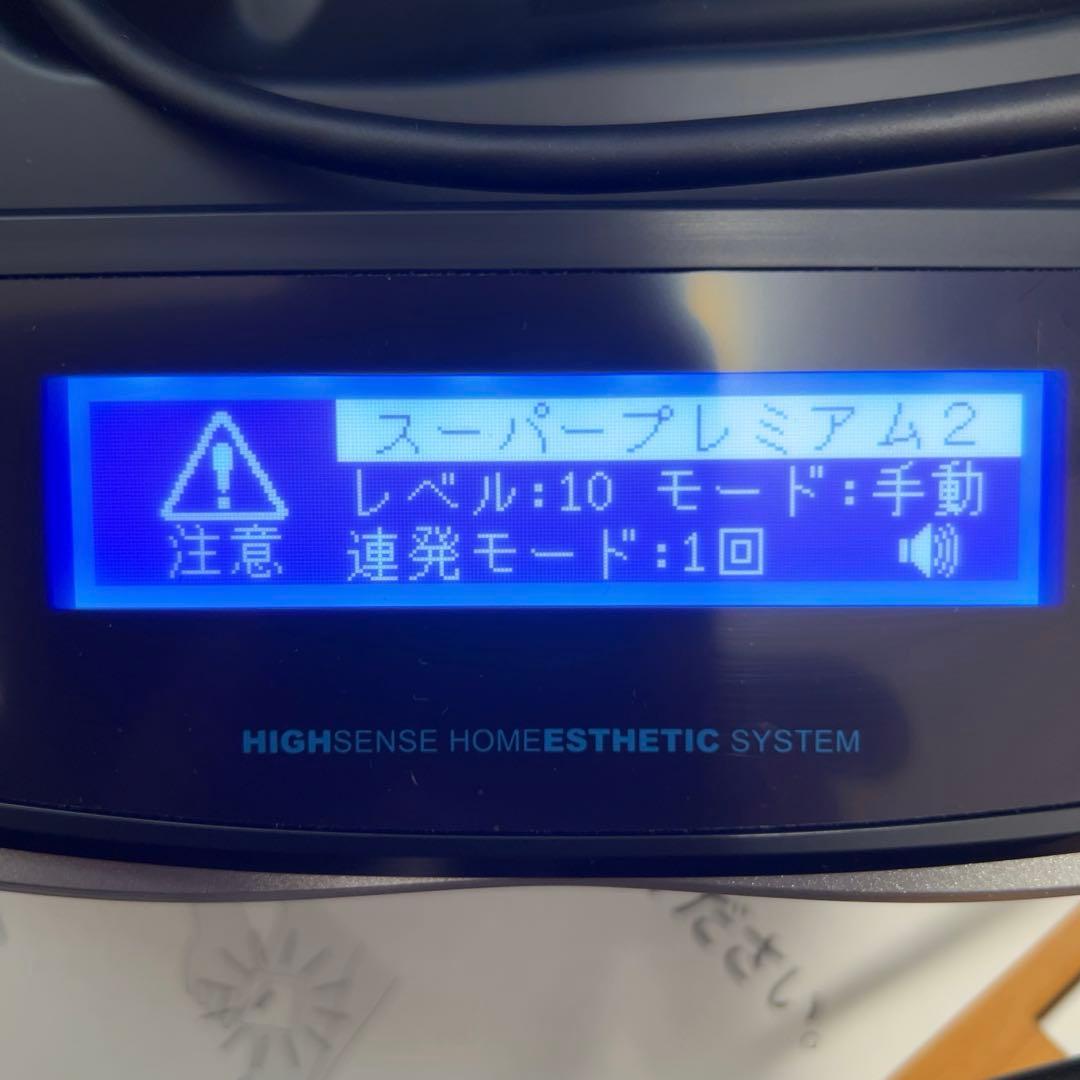 スーパープレミアム2
レベル:10 モード:手動
注意
連発モード:1回
HIGHSENSE HOMEESTHETIC SYSTEM
ださい。